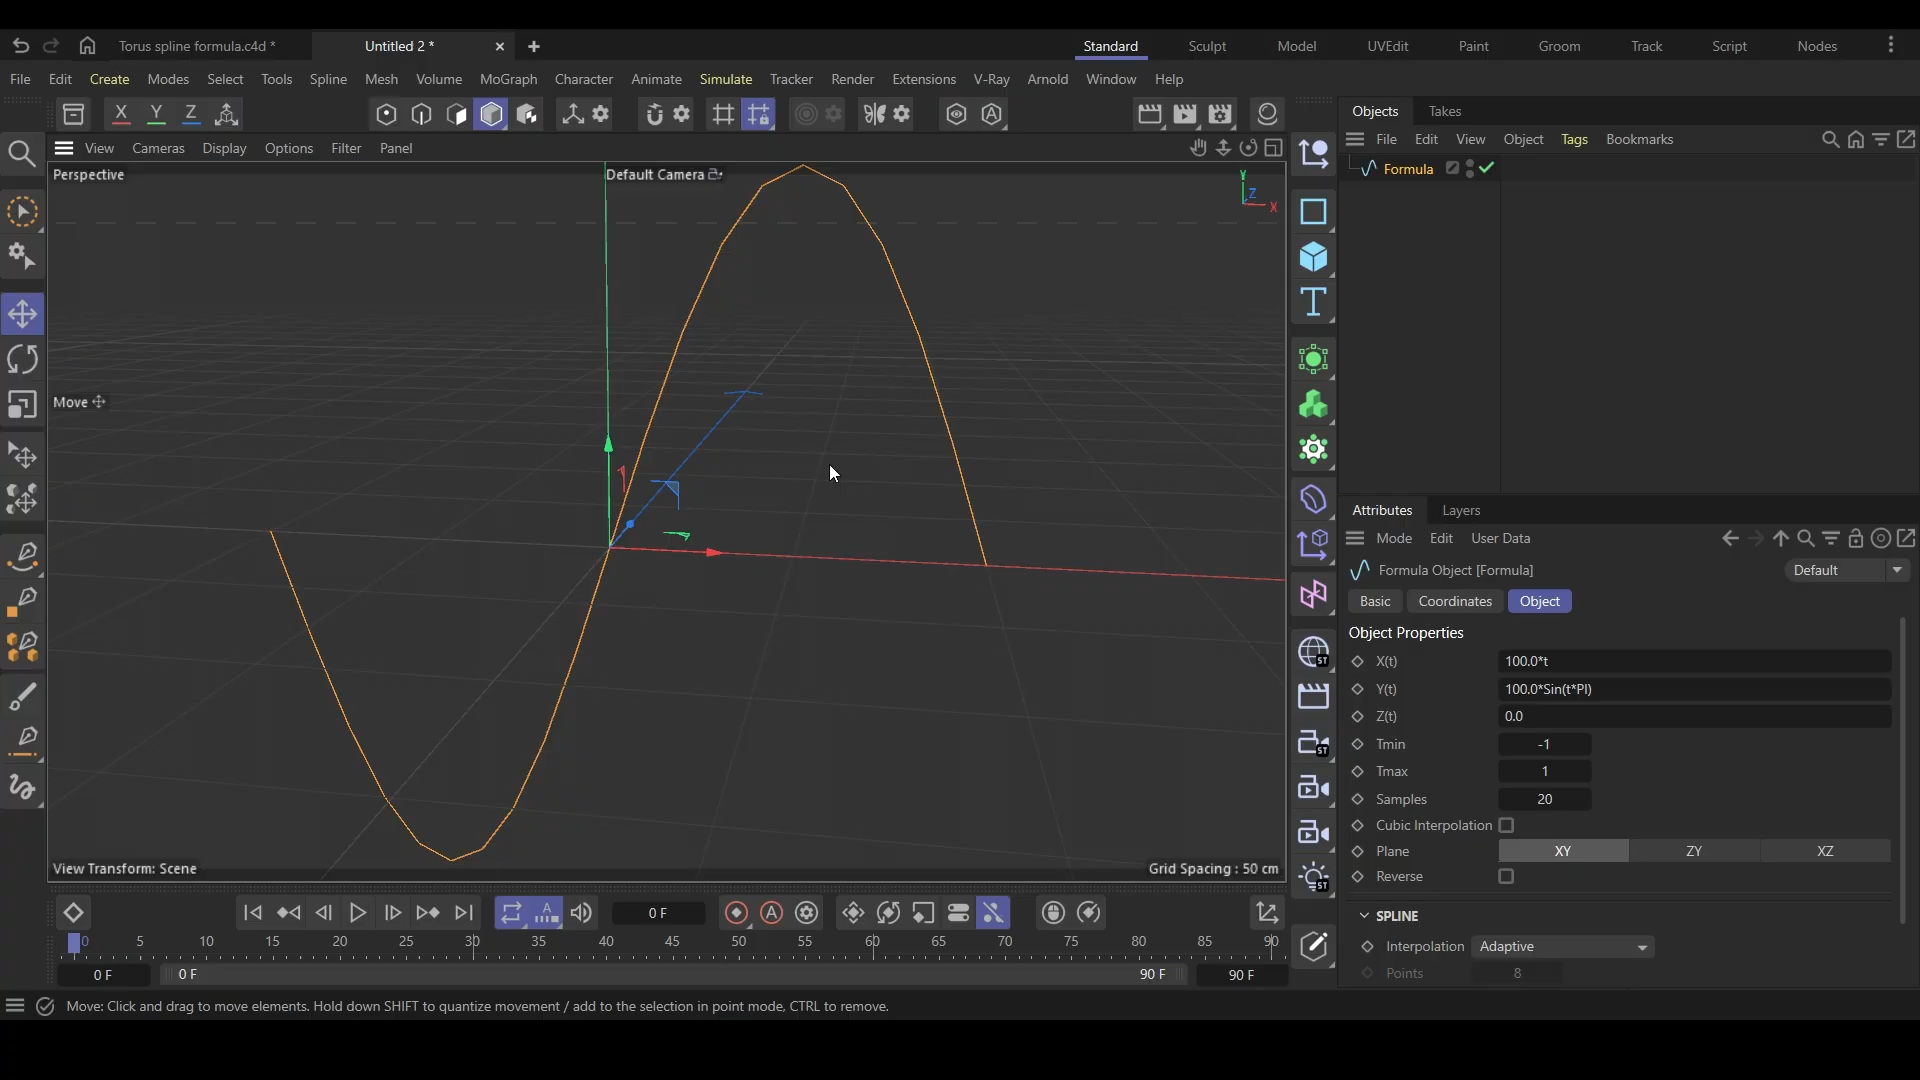 Torus spline formula.c4d *
Untitled 2 *
Standard Sculpt Model UVEdit Paint Groom Track Script Nodes
File Edit Create Modes Select Tools Spline Mesh Volume MoGraph Character Animate Simulate Tracker Render Extensions V-Ray Arnold Window Help
X Y Z
Objects Takes
File Edit View Object Tags Bookmarks
View Cameras Display Options Filter Panel
Perspective
Default Camera
Y
Z
X
Formula
Move
View Transform: Scene
Grid Spacing : 50 cm
ST
ST
ST
Attributes Layers
Mode Edit User Data
Formula Object [Formula]
Default
Basic Coordinates Object
Object Properties
X(t) 100.0*t
Y(t) 100.0*Sin(t*PI)
Z(t) 0.0
Tmin -1
Tmax 1
Samples 20
Cubic Interpolation
Plane XY ZY XZ
Reverse
SPLINE
Interpolation Adaptive
Points 8
A
0 F
A
0 5 10 15 20 25 30 35 40 45 50 55 60 65 70 75 80 85 90
0 F 0 F 90 F 90 F
Move: Click and drag to move elements. Hold down SHIFT to quantize movement / add to the selection in point mode, CTRL to remove.